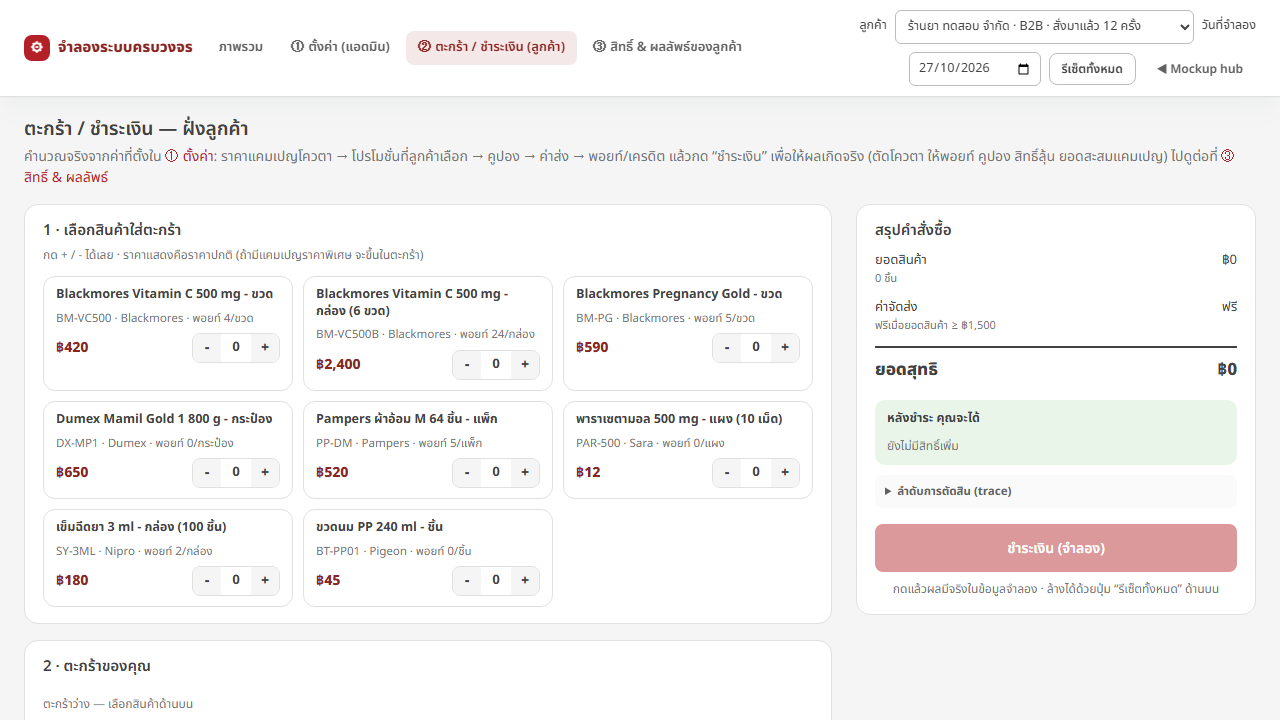 จำลองระบบครบวงจร
ภาพรวม
① ตั้งค่า (แอดมิน)
② ตะกร้า / ชำระเงิน (ลูกค้า)
③ สิทธิ์ & ผลลัพธ์ของลูกค้า
ลูกค้า
ร้านยา ทดสอบ จำกัด · B2B · สั่งมาแล้ว 12 ครั้ง
วันที่จำลอง
27/10/2026
รีเซ็ตทั้งหมด
◀ Mockup hub
ตะกร้า / ชำระเงิน — ฝั่งลูกค้า
คำนวณจริงจากค่าที่ตั้งใน ① ตั้งค่า: ราคาแคมเปญโควตา → โปรโมชั่นที่ลูกค้าเลือก → คูปอง → ค่าส่ง → พอยท์/เครดิต แล้วกด “ชำระเงิน” เพื่อให้ผลเกิดจริง (ตัดโควตา ให้พอยท์ คูปอง สิทธิ์ลุ้น ยอดสะสมแคมเปญ) ไปดูต่อที่ ③
สิทธิ์ & ผลลัพธ์
1 · เลือกสินค้าใส่ตะกร้า
กด + / - ได้เลย · ราคาแสดงคือราคาปกติ (ถ้ามีแคมเปญราคาพิเศษ จะขึ้นในตะกร้า)
Blackmores Vitamin C 500 mg - ขวด
BM-VC500 · Blackmores · พอยท์ 4/ขวด
฿420
- 0 +
Blackmores Vitamin C 500 mg -
กล่อง (6 ขวด)
BM-VC500B · Blackmores · พอยท์ 24/กล่อง
฿2,400
- 0 +
Blackmores Pregnancy Gold - ขวด
BM-PG · Blackmores · พอยท์ 5/ขวด
฿590
- 0 +
Dumex Mamil Gold 1 800 g - กระป๋อง
DX-MP1 · Dumex · พอยท์ 0/กระป๋อง
฿650
- 0 +
Pampers ผ้าอ้อม M 64 ชิ้น - แพ็ก
PP-DM · Pampers · พอยท์ 5/แพ็ก
฿520
- 0 +
พาราเซตามอล 500 mg - แผง (10 เม็ด)
PAR-500 · Sara · พอยท์ 0/แผง
฿12
- 0 +
เข็มฉีดยา 3 ml - กล่อง (100 ชิ้น)
SY-3ML · Nipro · พอยท์ 2/กล่อง
฿180
- 0 +
ขวดนม PP 240 ml - ชิ้น
BT-PP01 · Pigeon · พอยท์ 0/ชิ้น
฿45
- 0 +
2 · ตะกร้าของคุณ
ตะกร้าว่าง — เลือกสินค้าด้านบน
สรุปคำสั่งซื้อ
ยอดสินค้า ฿0
0 ชิ้น
ค่าจัดส่ง ฟรี
ฟรีเมื่อยอดสินค้า ≥ ฿1,500
ยอดสุทธิ ฿0
หลังชำระ คุณจะได้
ยังไม่มีสิทธิ์เพิ่ม
▶ ลำดับการตัดสิน (trace)
ชำระเงิน (จำลอง)
กดแล้วผลมีจริงในข้อมูลจำลอง · ล้างได้ด้วยปุ่ม “รีเซ็ตทั้งหมด” ด้านบน